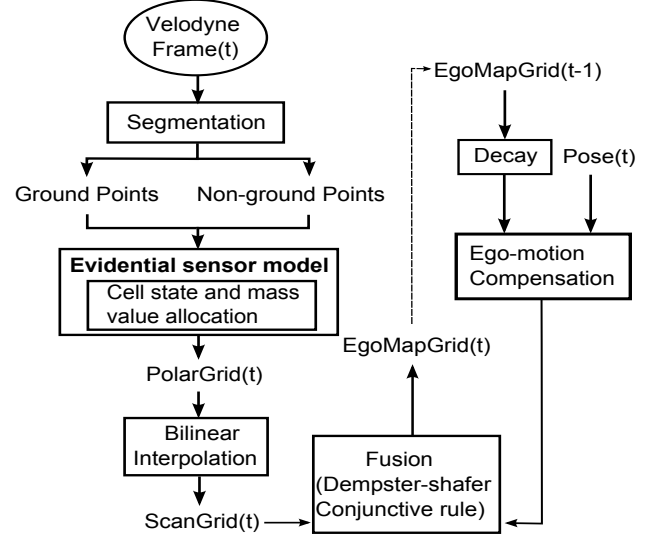 Velodyne
Frame(t)
Segmentation
Ground Points
Non-ground Points
Evidential sensor model
Cell state and mass
value allocation
PolarGrid(t)
Bilinear
Interpolation
ScanGrid(t)
EgoMapGrid(t-1)
Decay
Pose(t)
Ego-motion
Compensation
EgoMapGrid(t)
Fusion
(Dempster-shafer
Conjunctive rule)